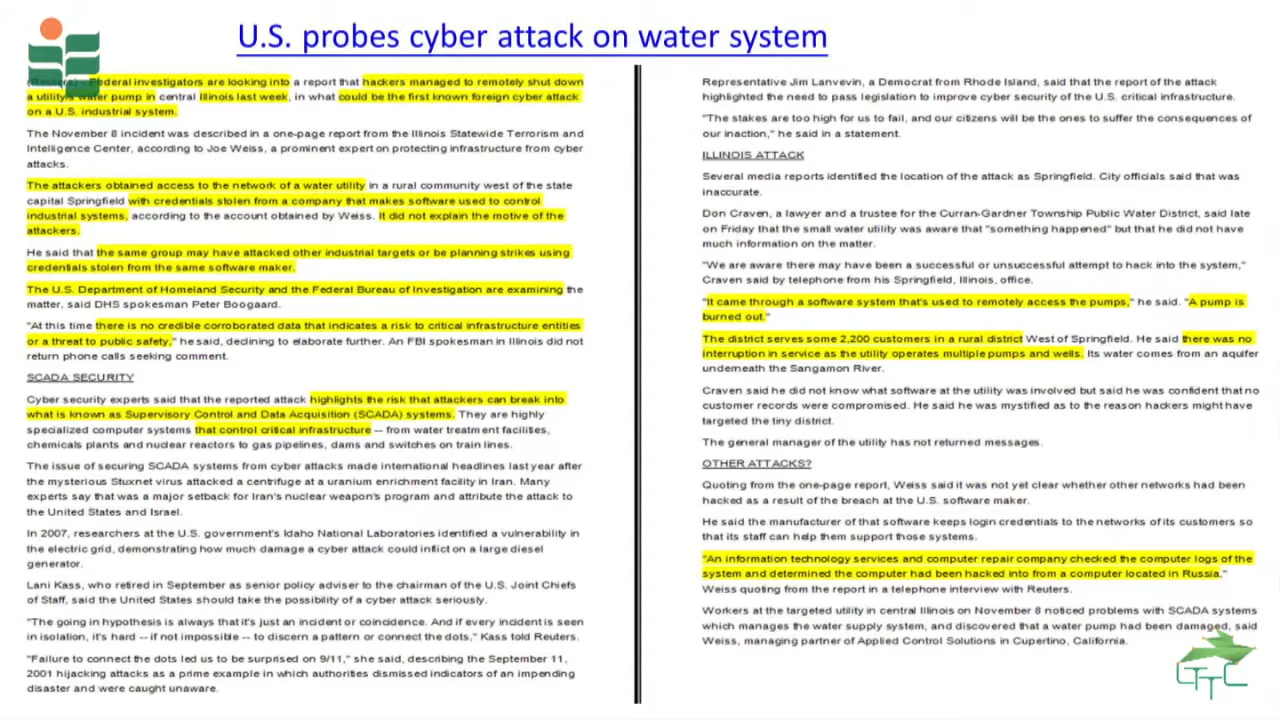 U.S. probes cyber attack on water system
(Reuters) - Federal investigators are looking into a report that hackers managed to remotely shut down
a utility's water pump in central Illinois last week, in what could be the first known foreign cyber attack
on a U.S. industrial system.
The November 8 incident was described in a one-page report from the Illinois Statewide Terrorism and
Intelligence Center, according to Joe Weiss, a prominent expert on protecting infrastructure from cyber
attacks.
The attackers obtained access to the network of a water utility in a rural community west of the state
capital Springfield with credentials stolen from a company that makes software used to control
industrial systems, according to the account obtained by Weiss. It did not explain the motive of the
attackers.
He said that the same group may have attacked other industrial targets or be planning strikes using
credentials stolen from the same software maker.
The U.S. Department of Homeland Security and the Federal Bureau of Investigation are examining the
matter, said DHS spokesman Peter Boogaard.
"At this time there is no credible corroborated data that indicates a risk to critical infrastructure entities
or a threat to public safety," he said, declining to elaborate further. An FBI spokesman in Illinois did not
return phone calls seeking comment.
SCADA SECURITY
Cyber security experts said that the reported attack highlights the risk that attackers can break into
what is known as Supervisory Control and Data Acquisition (SCADA) systems. They are highly
specialized computer systems that control critical infrastructure -- from water treatment facilities,
chemicals plants and nuclear reactors to gas pipelines, dams and switches on train lines.
The issue of securing SCADA systems from cyber attacks made international headlines last year after
the mysterious Stuxnet virus attacked a centrifuge at a uranium enrichment facility in Iran. Many
experts say that was a major setback for Iran's nuclear weapon's program and attribute the attack to
the United States and Israel.
In 2007, researchers at the U.S. government's Idaho National Laboratories identified a vulnerability in
the electric grid, demonstrating how much damage a cyber attack could inflict on a large diesel
generator.
Lani Kass, who retired in September as senior policy adviser to the chairman of the U.S. Joint Chiefs
of Staff, said the United States should take the possibility of a cyber attack seriously.
"The going in hypothesis is always that it's just an incident or coincidence. And if every incident is seen
in isolation, it's hard -- if not impossible -- to discern a pattern or connect the dots," Kass told Reuters.
"Failure to connect the dots led us to be surprised on 9/11," she said, describing the September 11,
2001 hijacking attacks as a prime example in which authorities dismissed indicators of an impending
disaster and were caught unaware.
Representative Jim Lanvevin, a Democrat from Rhode Island, said that the report of the attack
highlighted the need to pass legislation to improve cyber security of the U.S. critical infrastructure.
"The stakes are too high for us to fail, and our citizens will be the ones to suffer the consequences of
our inaction," he said in a statement.
ILLINOIS ATTACK
Several media reports identified the location of the attack as Springfield. City officials said that was
inaccurate.
Don Craven, a lawyer and a trustee for the Curran-Gardner Township Public Water District, said late
on Friday that the small water utility was aware that "something happened" but that he did not have
much information on the matter.
"We are aware there may have been a successful or unsuccessful attempt to hack into the system,"
Craven said by telephone from his Springfield, Illinois, office.
"It came through a software system that's used to remotely access the pumps," he said. "A pump is
burned out."
The district serves some 2,200 customers in a rural district West of Springfield. He said there was no
interruption in service as the utility operates multiple pumps and wells. Its water comes from an aquifer
underneath the Sangamon River.
Craven said he did not know what software at the utility was involved but said he was confident that no
customer records were compromised. He said he was mystified as to the reason hackers might have
targeted the tiny district.
The general manager of the utility has not returned messages.
OTHER ATTACKS?
Quoting from the one-page report, Weiss said it was not yet clear whether other networks had been
hacked as a result of the breach at the U.S. software maker.
He said the manufacturer of that software keeps login credentials to the networks of its customers so
that its staff can help them support those systems.
"An information technology services and computer repair company checked the computer logs of the
system and determined the computer had been hacked into from a computer located in Russia,"
Weiss quoting from the report in a telephone interview with Reuters.
Workers at the targeted utility in central Illinois on November 8 noticed problems with SCADA systems
which manages the water supply system, and discovered that a water pump had been damaged, said
Weiss, managing partner of Applied Control Solutions in Cupertino, California.
CTTC